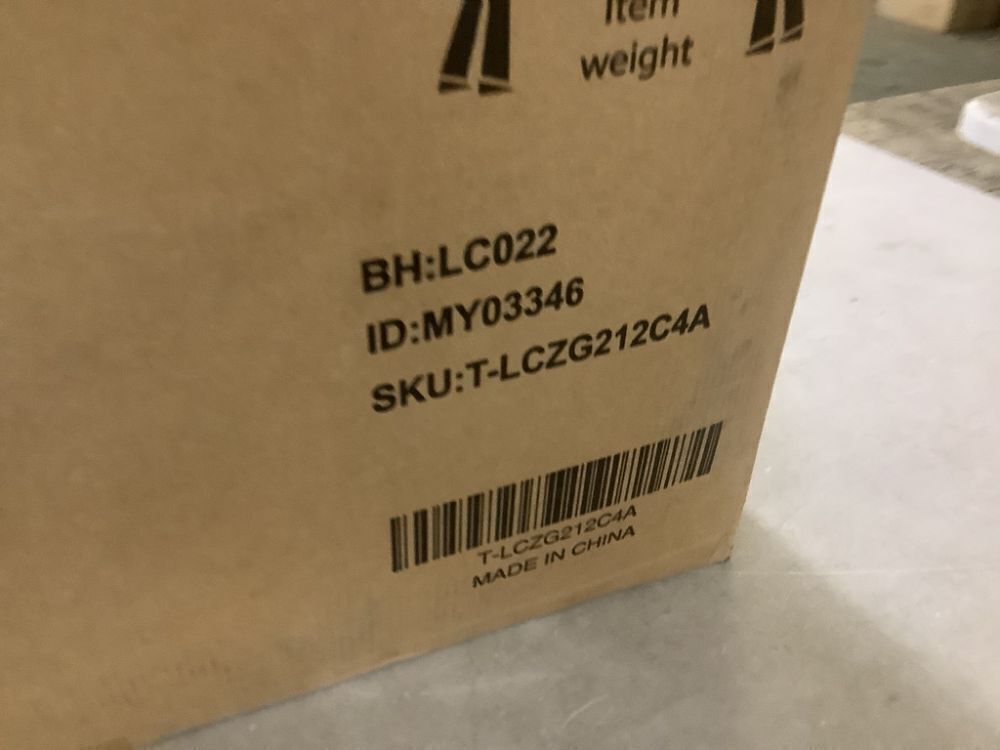 Item
weight
BH:LC022
ID:MY03346
SKU:T-LCZG212C4A
T-LCZG212C4A
MADE IN CHINA